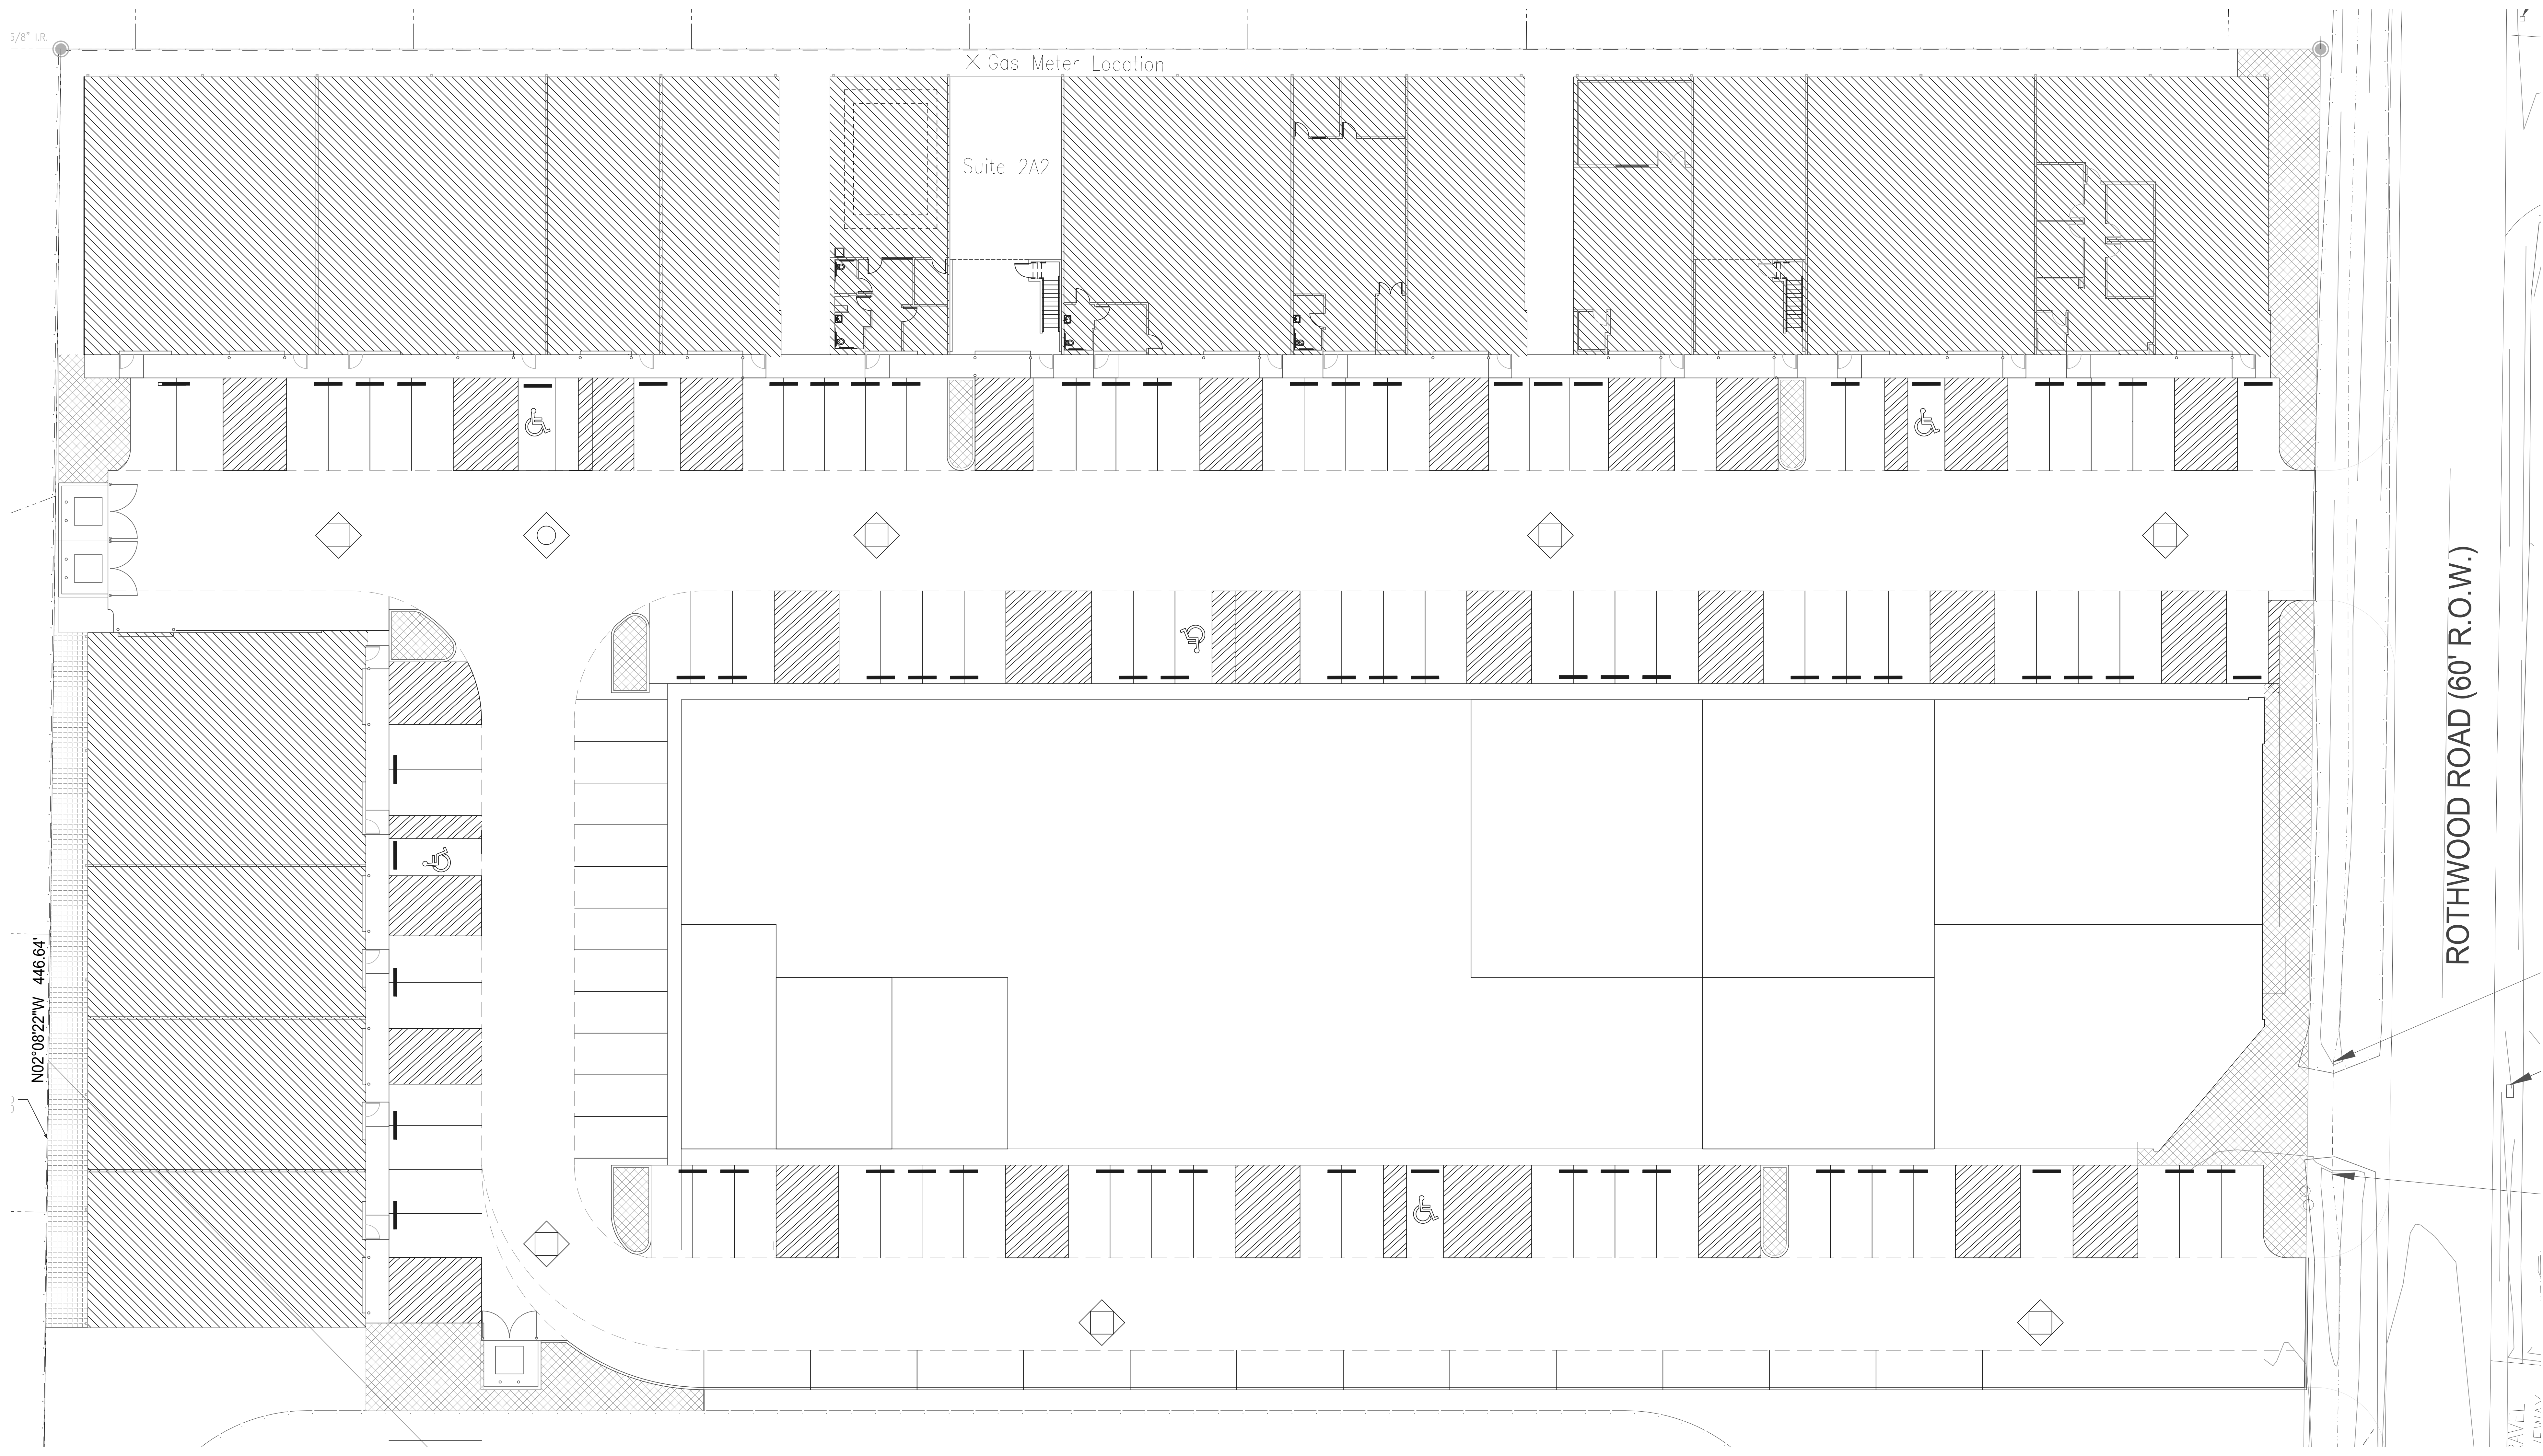 5/8" I.R.
X Gas Meter Location
Suite 2A2
ROTHWOOD ROAD (60' R.O.W.)
N02°08'22"W 446.64'